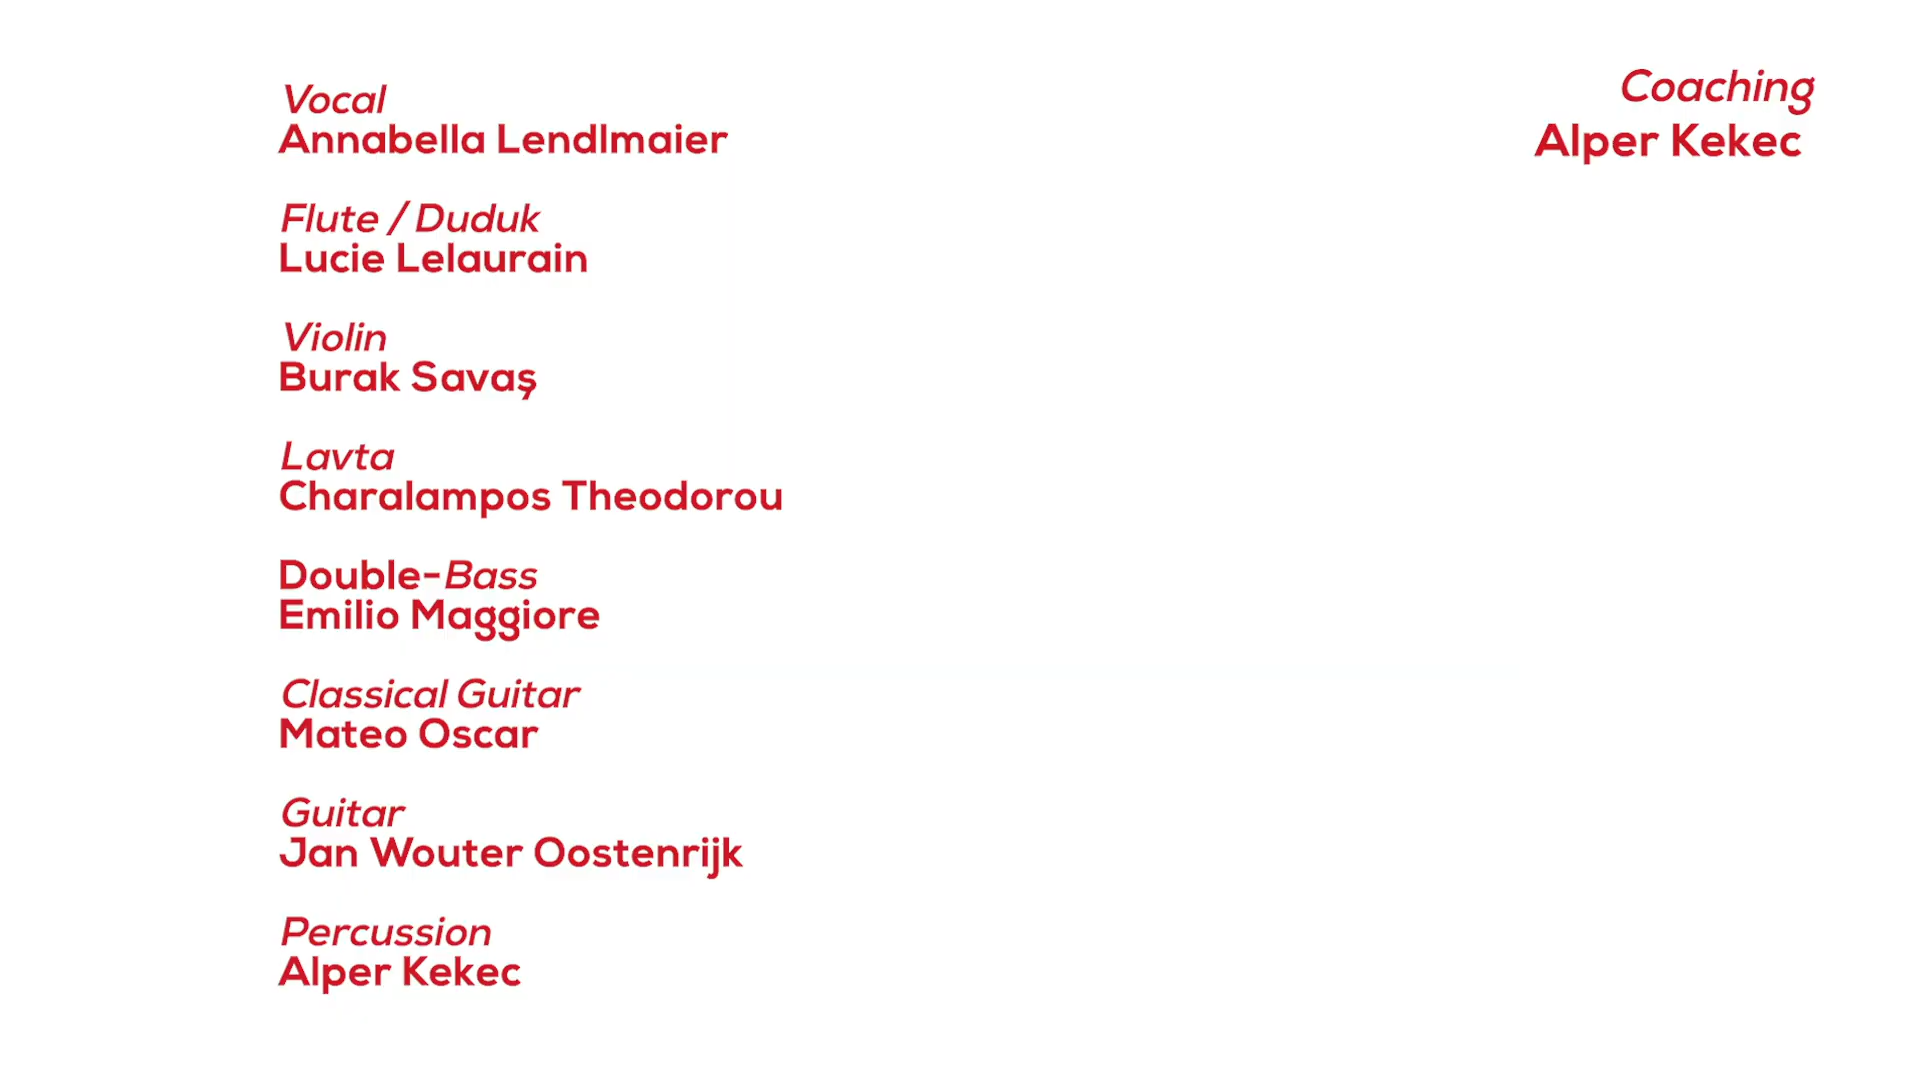 Vocal
Annabella Lendlmaier
Flute / Duduk
Lucie Lelaurain
Violin
Burak Savaş
Lavta
Charalampos Theodorou
Double-Bass
Emilio Maggiore
Classical Guitar
Mateo Oscar
Guitar
Jan Wouter Oostenrijk
Percussion
Alper Kekec
Coaching
Alper Kekec